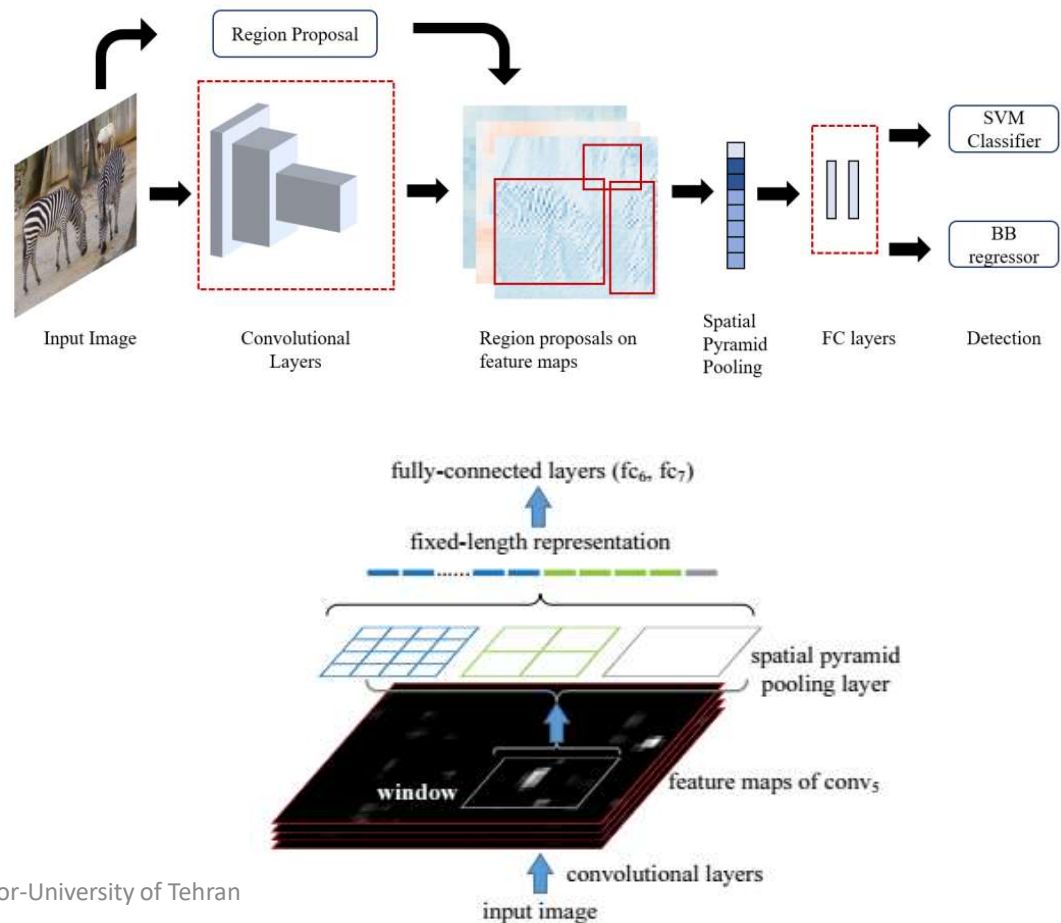 Region Proposal
SVM
Classifier
BB
regressor
Input Image
Convolutional
Layers
Region proposals on
feature maps
Spatial
Pyramid
Pooling
FC layers
Detection
fully-connected layers (fc₆, fc₇)
fixed-length representation
spatial pyramid
pooling layer
window
feature maps of conv₅
convolutional layers
input image
or-University of Tehran